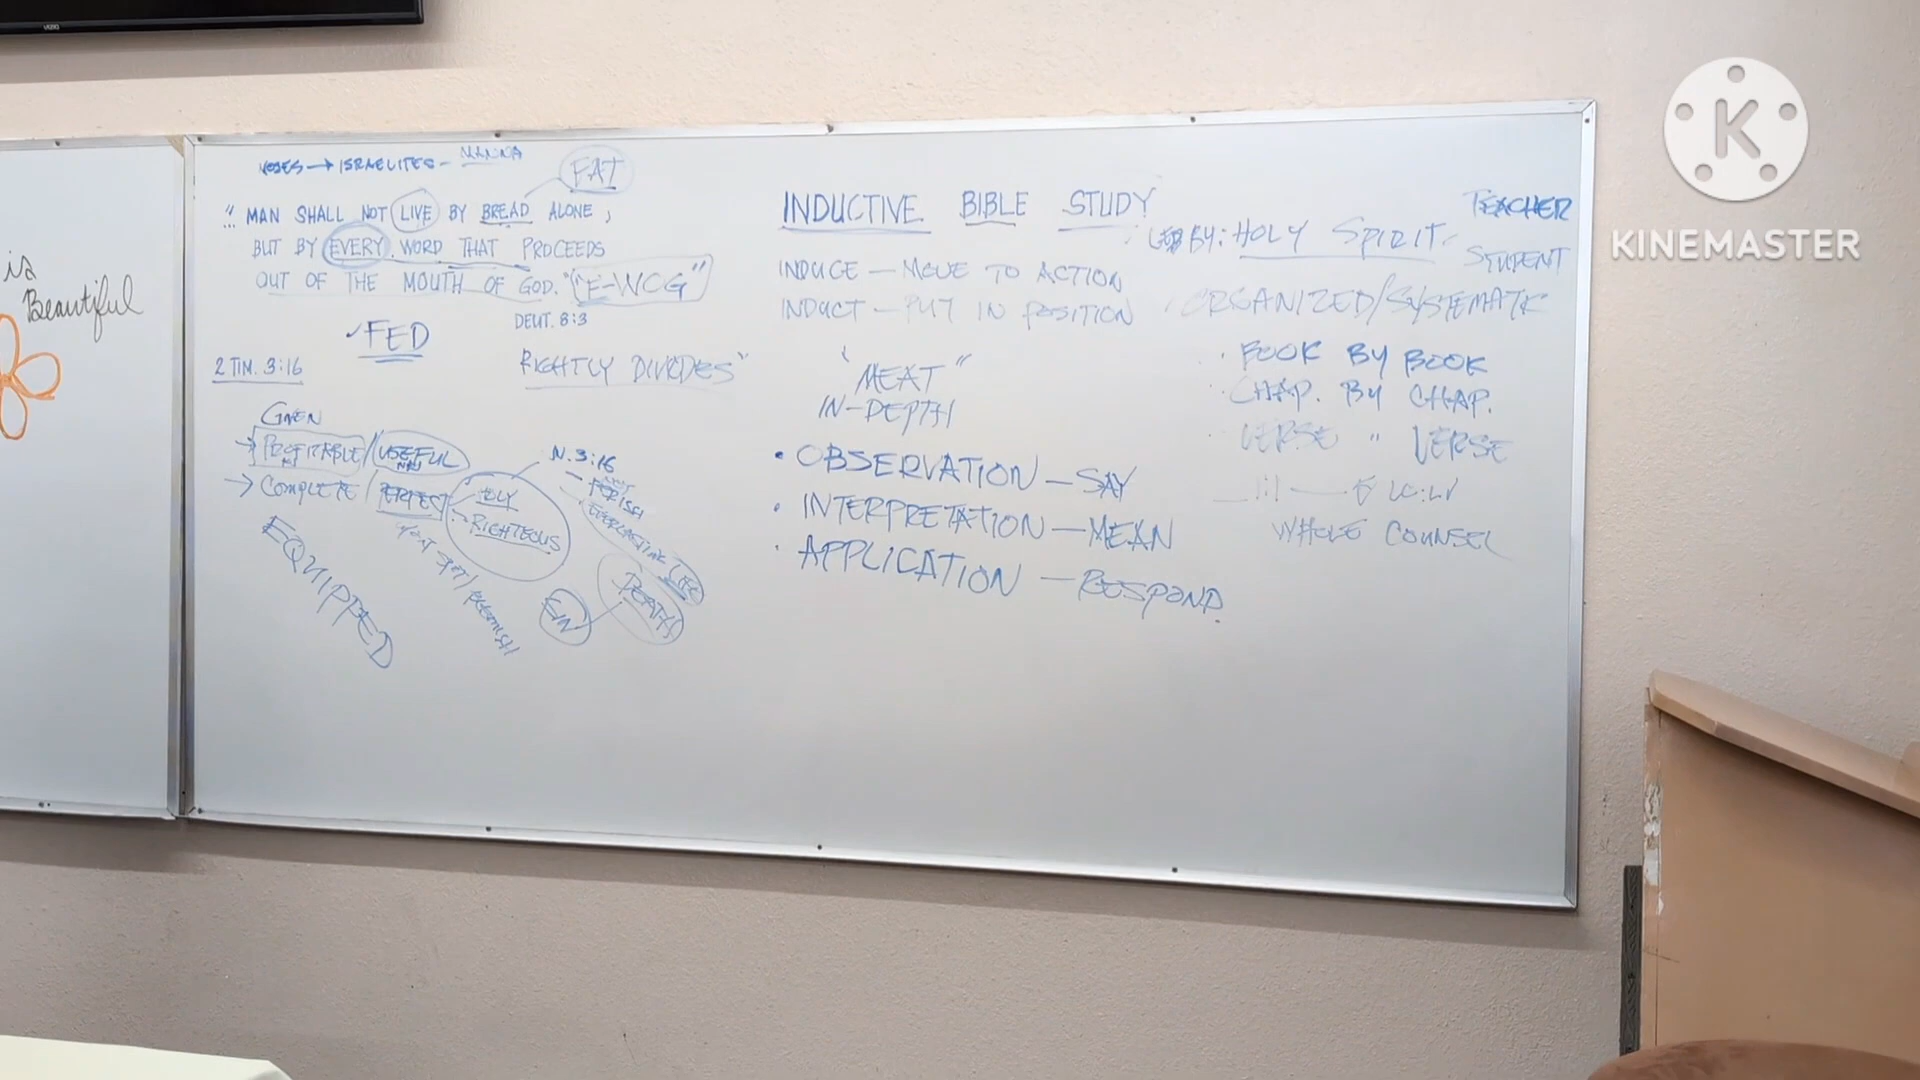 VIZIO
is
Beautiful
MOSES → ISRAELITES - MANNA
"MAN SHALL NOT LIVE BY BREAD ALONE,
BUT BY EVERY WORD THAT PROCEEDS
OUT OF THE MOUTH OF GOD." "E-WOG"
DEUT. 8:3
✓FED
2 TIM. 3:16
RIGHTLY DIVIDES"
GIVEN
→ PROFITABLE / USEFUL
→ COMPLETE / PERFECT
HOLY
RIGHTEOUS
EQUIPPED
SPOT / BLEMISH
3:16
- PERISH
EVERLASTING LIFE
SIN
DEATH
INDUCTIVE BIBLE STUDY
LED BY: HOLY SPIRIT
TEACHER
STUDENT
INDUCE - MOVE TO ACTION
INDUCT - PUT IN POSITION
ORGANIZED/SYSTEMATIC
"MEAT"
IN-DEPTH
• BOOK BY BOOK
• CHAP. BY CHAP.
• VERSE " VERSE
WHOLE COUNSEL
• OBSERVATION - SAY
• INTERPRETATION - MEAN
• APPLICATION - RESPOND
K
KINEMASTER